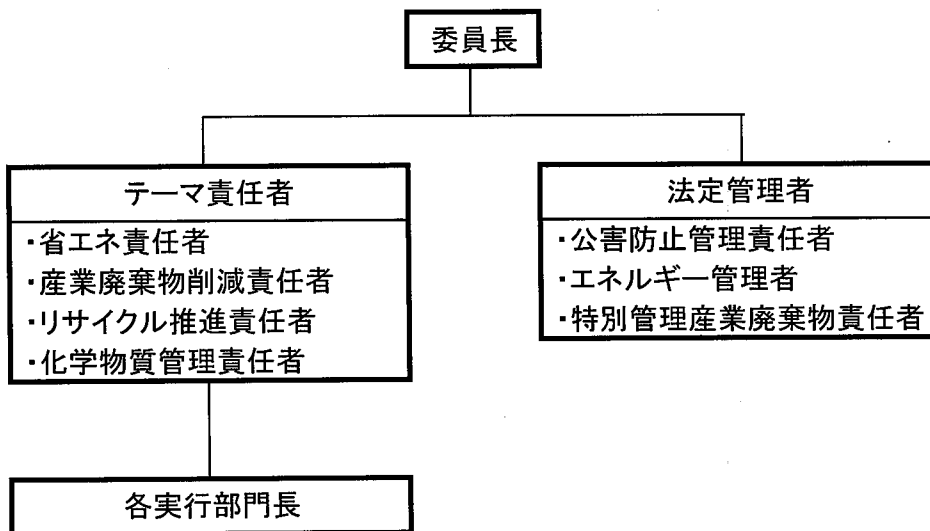 委員長
テーマ責任者
・省エネ責任者
・産業廃棄物削減責任者
・リサイクル推進責任者
・化学物質管理責任者
法定管理者
・公害防止管理責任者
・エネルギー管理者
・特別管理産業廃棄物責任者
各実行部門長